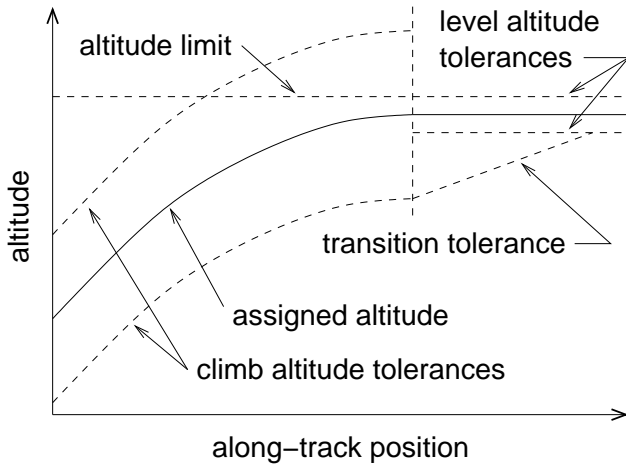 level altitude
tolerances
altitude limit
altitude
transition tolerance
assigned altitude
climb altitude tolerances
along−track position